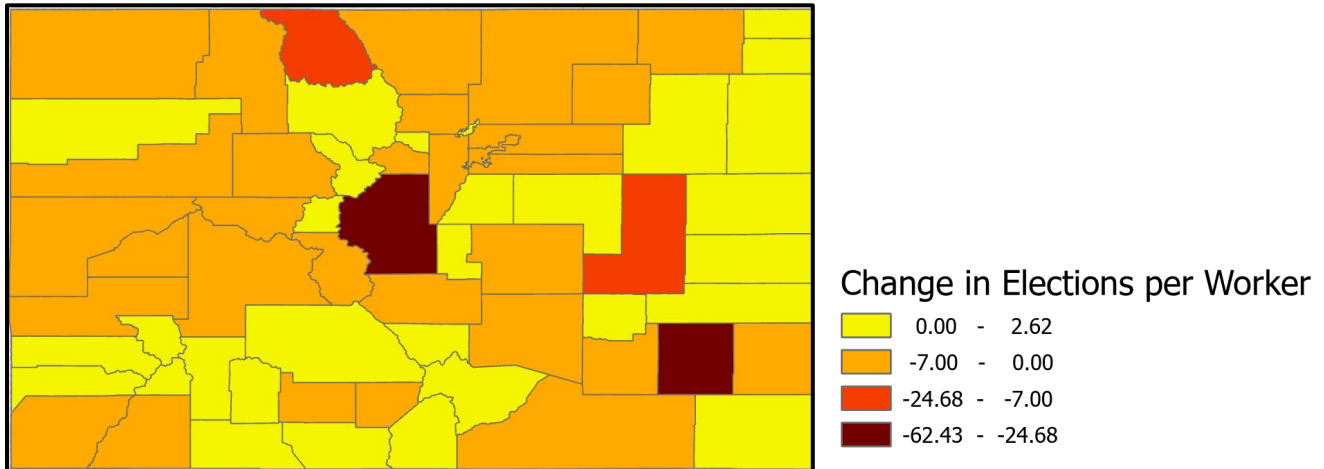 Change in Elections per Worker
0.00 - 2.62
-7.00 - 0.00
-24.68 - -7.00
-62.43 - -24.68